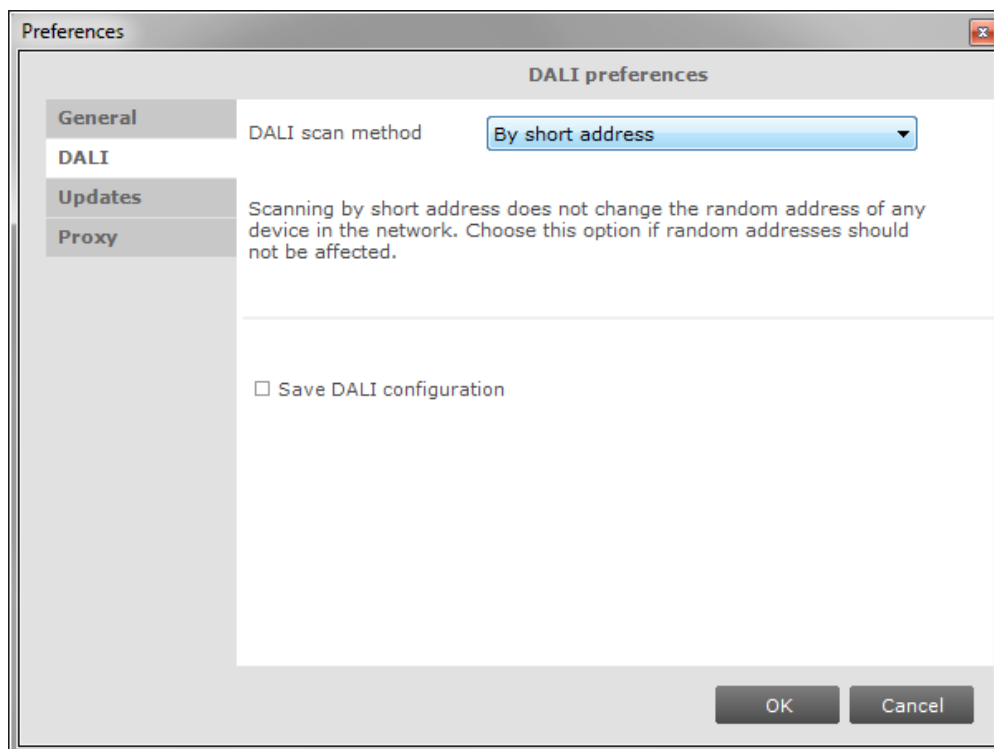 Preferences
DALI preferences
General
DALI
Updates
Proxy
DALI scan method
By short address
Scanning by short address does not change the random address of any
device in the network. Choose this option if random addresses should
not be affected.
Save DALI configuration
OK
Cancel